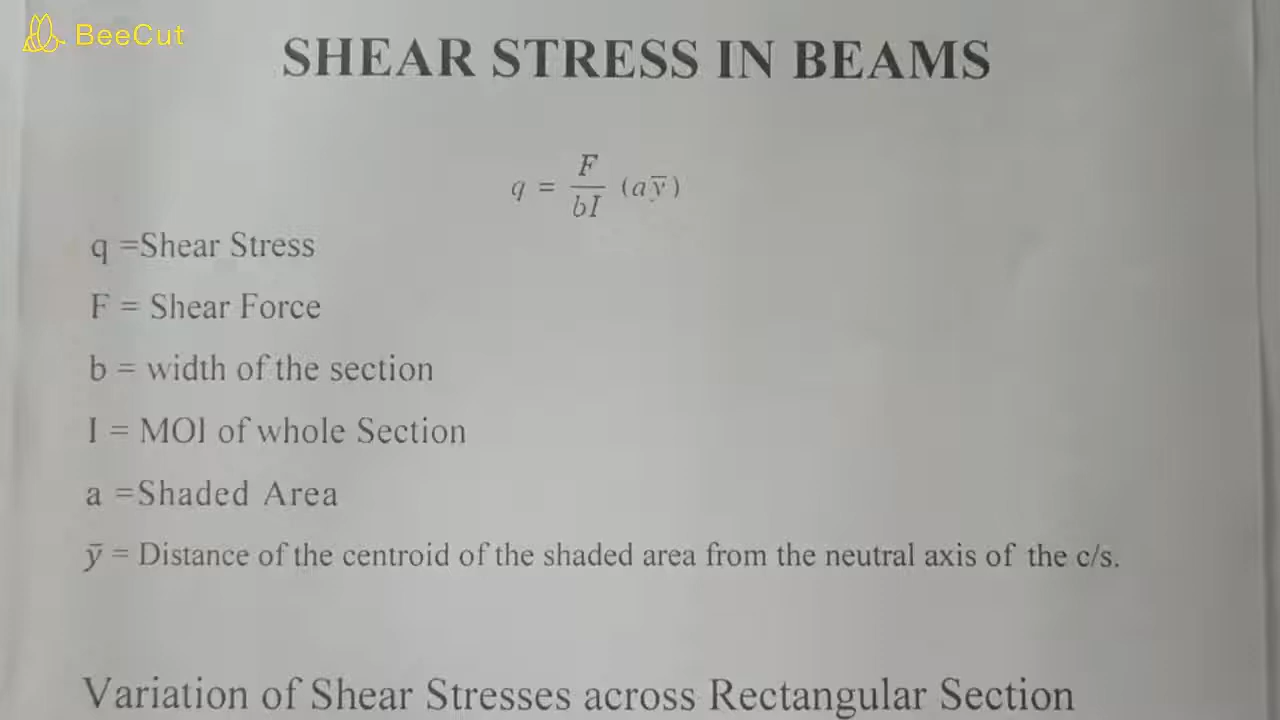 BeeCut
SHEAR STRESS IN BEAMS
q = F/bI (aȳ)
q =Shear Stress
F = Shear Force
b = width of the section
I = MOI of whole Section
a =Shaded Area
ȳ = Distance of the centroid of the shaded area from the neutral axis of the c/s.
Variation of Shear Stresses across Rectangular Section